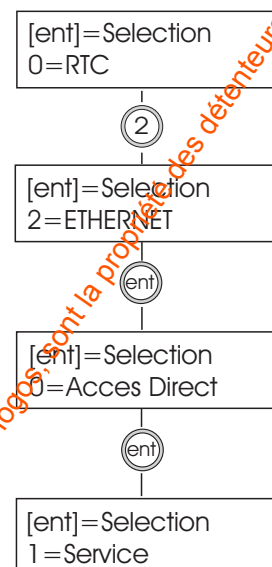 [ent]=Selection
0=RTC
2
[ent]=Selection
2=ETHERNET
ent
[ent]=Selection
0=Acces Direct
ent
[ent]=Selection
1=Service
logos, sont la propriété des détenteurs